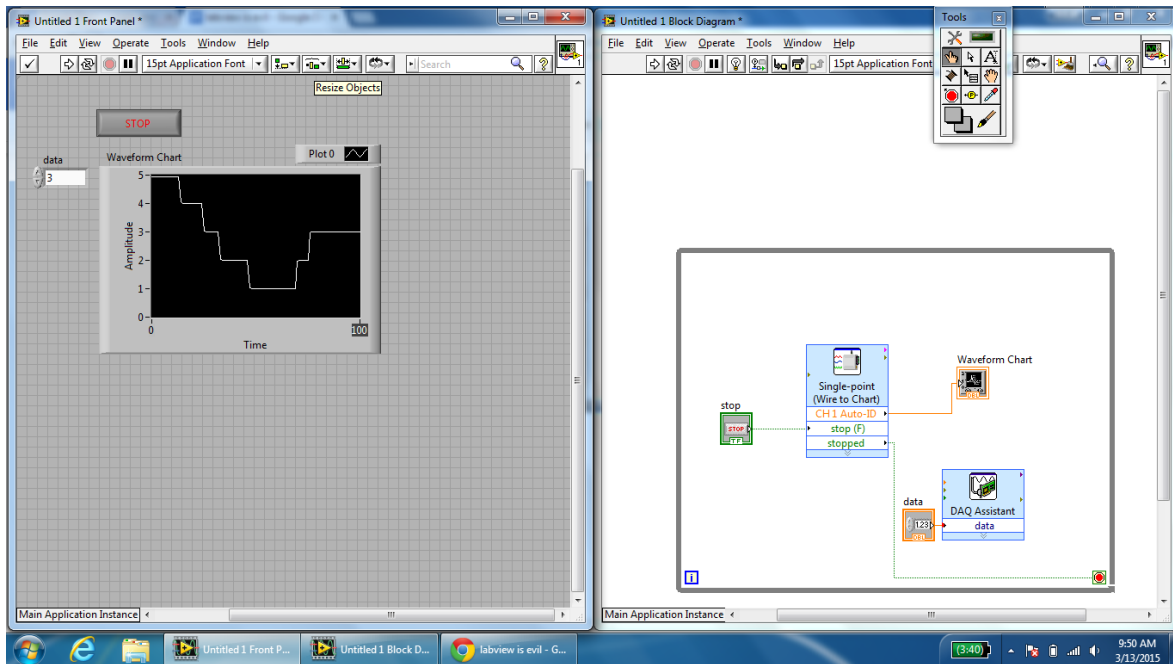 Untitled 1 Front Panel *
File Edit View Operate Tools Window Help
15pt Application Font
Search
Resize Objects
STOP
data
3
Waveform Chart
Plot 0
Amplitude
5
4
3
2
1
0
0
100
Time
Main Application Instance
Untitled 1 Block Diagram *
File Edit View Operate Tools Window Help
15pt Application Font
Tools
Single-point
(Wire to Chart)
CH 1 Auto-ID
stop (F)
stopped
stop
STOP
TF
Waveform Chart
DBL
data
1.23
DBL
DAQ Assistant
data
i
Main Application Instance
Untitled 1 Front P...
Untitled 1 Block D...
labview is evil - G...
(3:40)
9:50 AM
3/13/2015